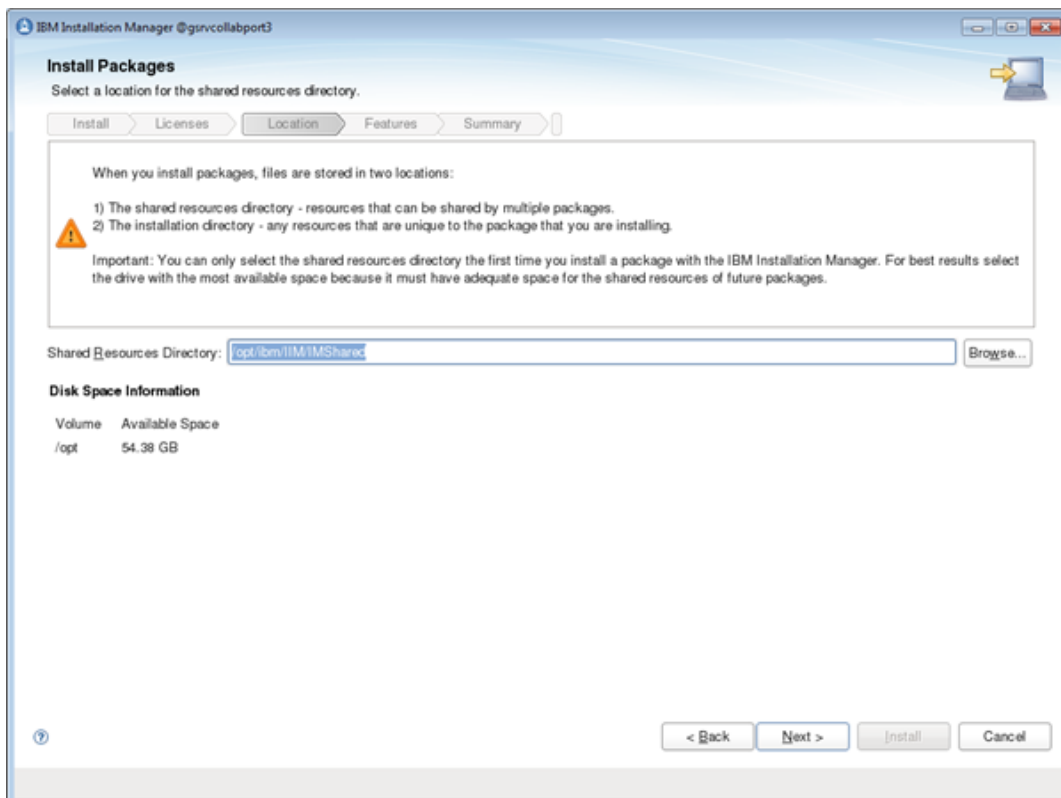 IBM Installation Manager @gsrvcollabport3
Install Packages
Select a location for the shared resources directory.
Install Licenses Location Features Summary
When you install packages, files are stored in two locations:
1) The shared resources directory - resources that can be shared by multiple packages.
2) The installation directory - any resources that are unique to the package that you are installing.
Important: You can only select the shared resources directory the first time you install a package with the IBM Installation Manager. For best results select
the drive with the most available space because it must have adequate space for the shared resources of future packages.
Shared Resources Directory: /opt/ibm/IIM/IMShared Browse...
Disk Space Information
Volume Available Space
/opt 54.38 GB
? < Back Next > Install Cancel